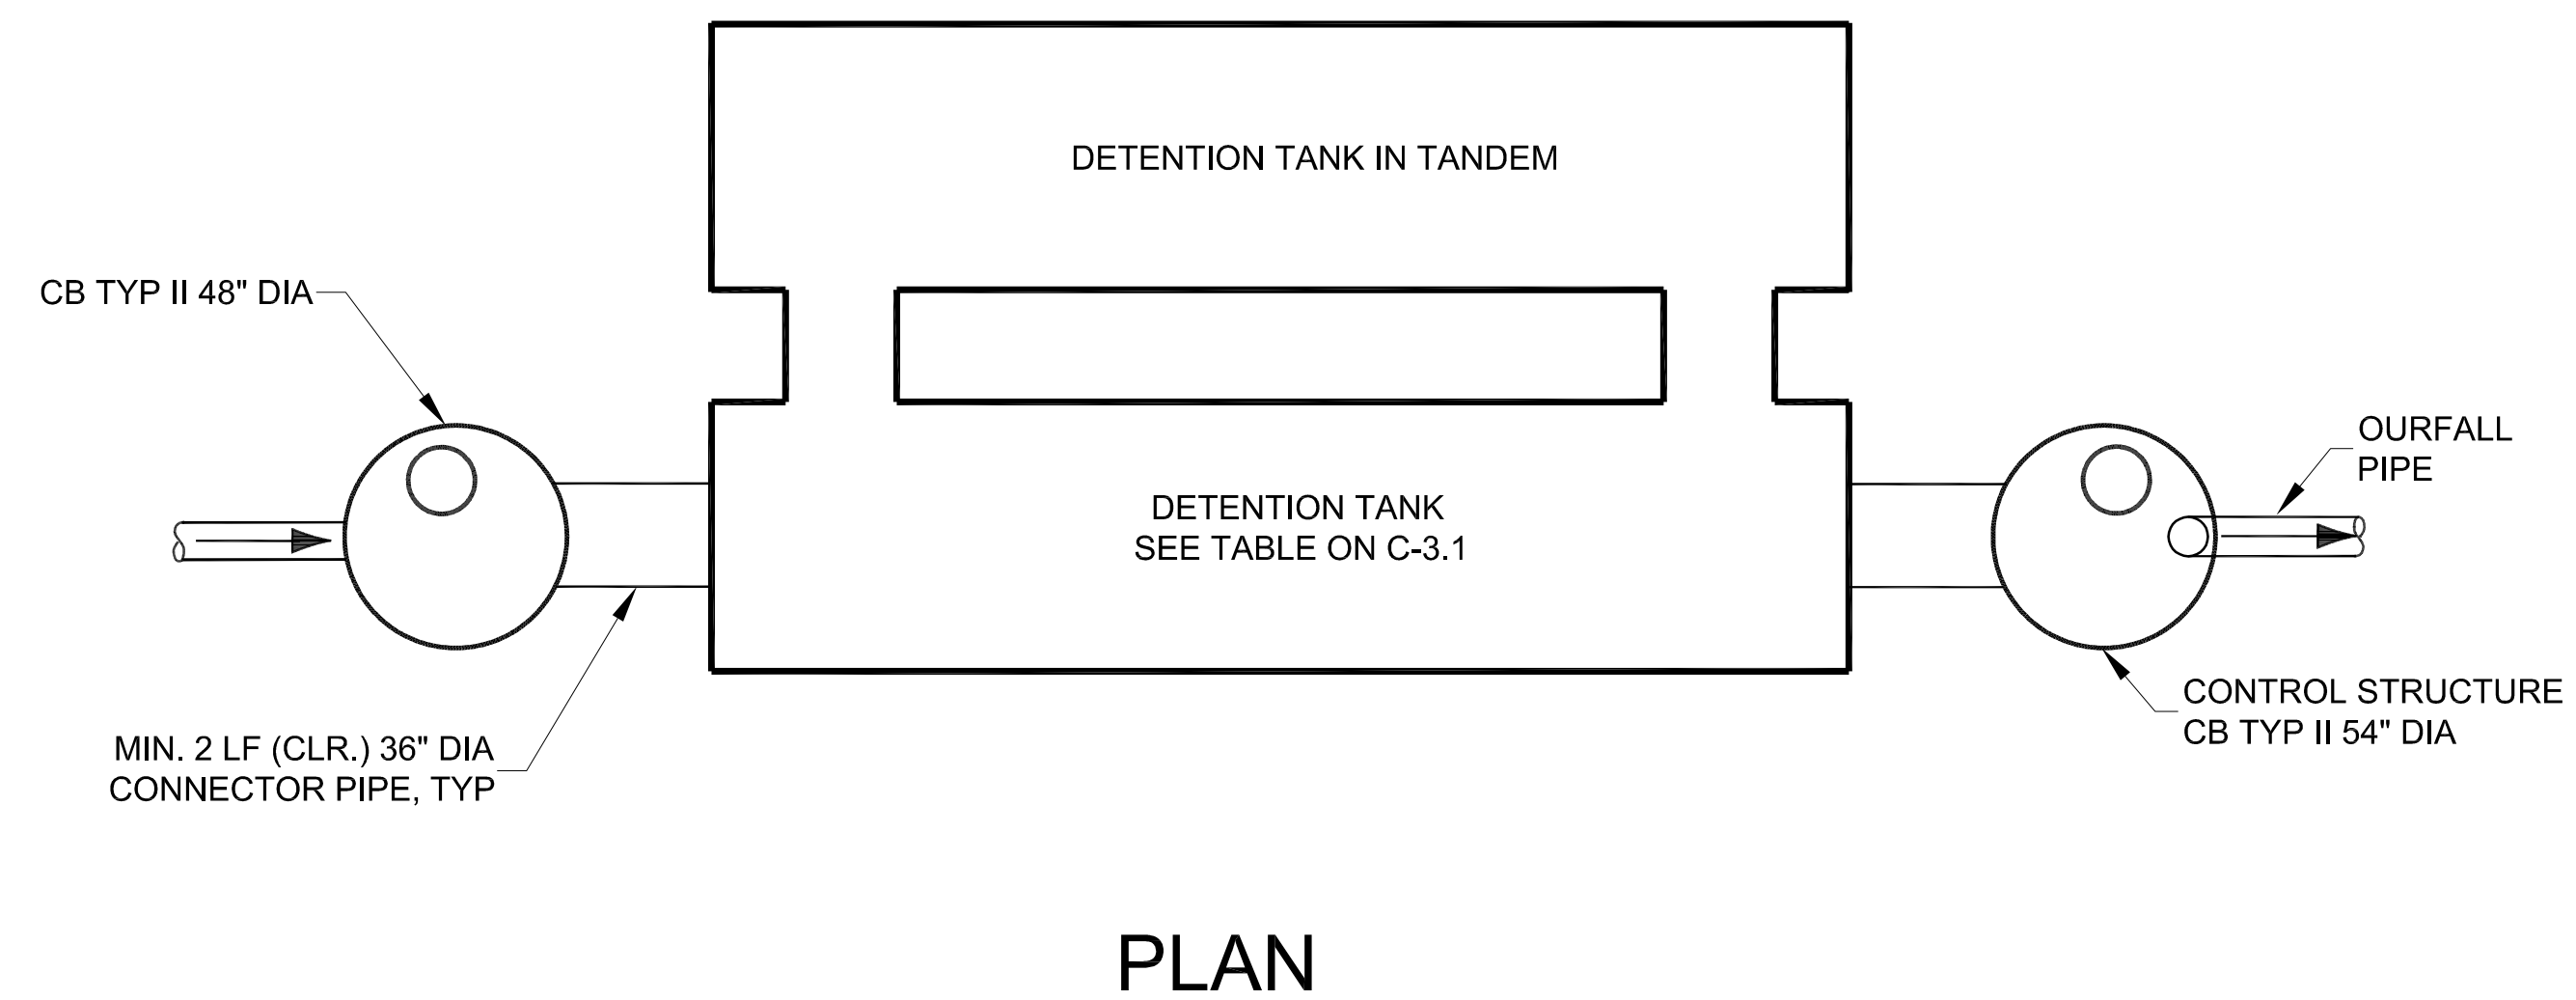 DETENTION TANK IN TANDEM
CB TYP II 48" DIA
OURFALL
PIPE
DETENTION TANK
SEE TABLE ON C-3.1
CONTROL STRUCTURE
CB TYP II 54" DIA
MIN. 2 LF (CLR.) 36" DIA
CONNECTOR PIPE, TYP
PLAN